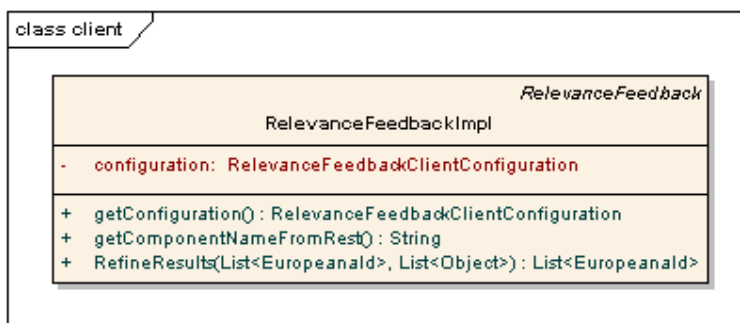 class client
RelevanceFeedback
RelevanceFeedbackImpl
- configuration: RelevanceFeedbackClientConfiguration
+ getConfiguration() : RelevanceFeedbackClientConfiguration
+ getComponentNameFromRest() : String
+ RefineResults(List<EuropeanaId>, List<Object>) : List<EuropeanaId>